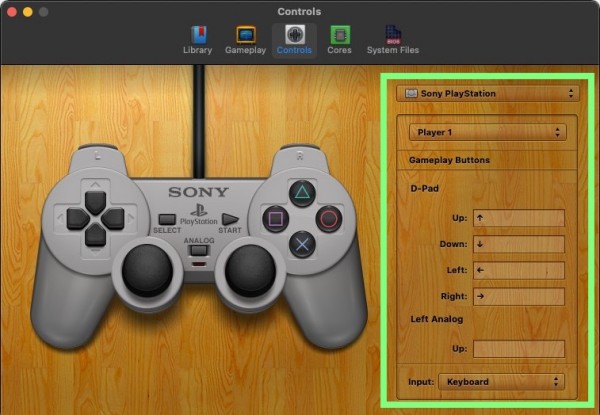 Controls
Library
Gameplay
Controls
Cores
BIOS
System Files
Sony PlayStation
Player 1
Gameplay Buttons
D-Pad
Up: ↑
Down: ↓
Left: ←
Right: →
Left Analog
Up:
Input: Keyboard
L
R
SONY
PlayStation
SELECT
START
ANALOG